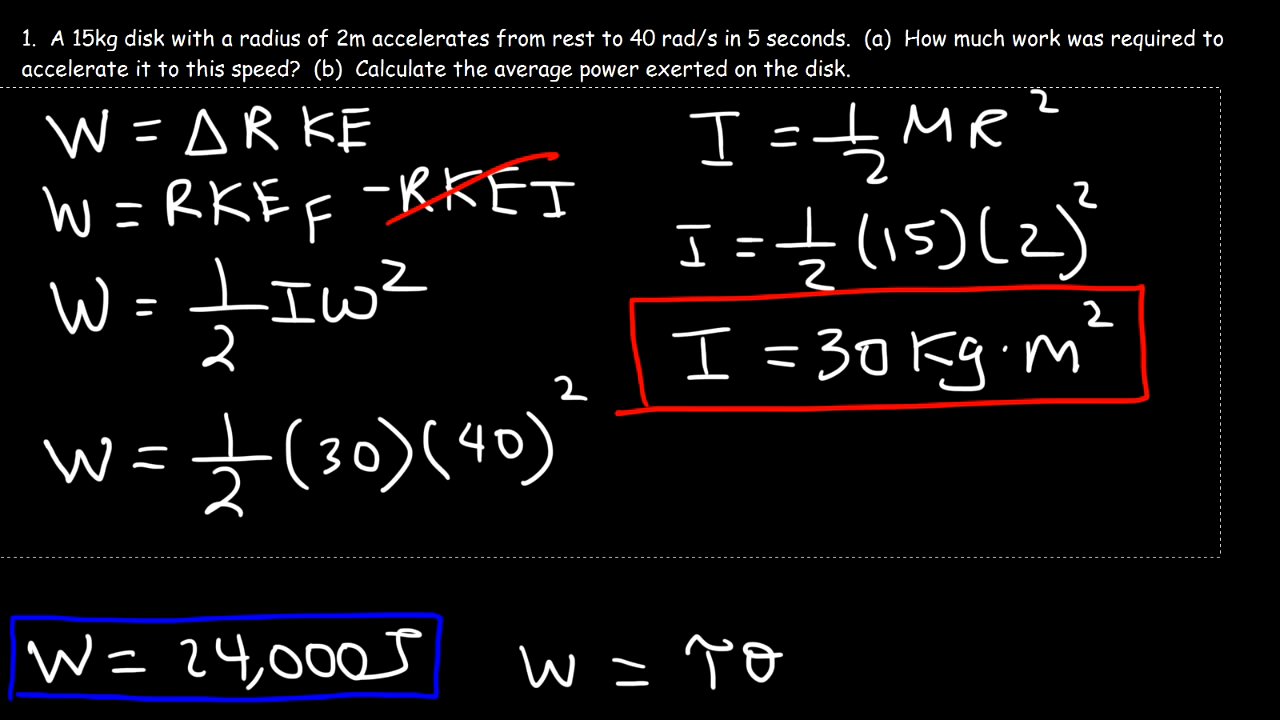 1. A 15kg disk with a radius of 2m accelerates from rest to 40 rad/s in 5 seconds. (a) How much work was required to
accelerate it to this speed? (b) Calculate the average power exerted on the disk.
W = Δ R KE
W = RKE_F - RKE_I
W = 1/2 Iω²
W = 1/2 (30)(40)²
W = 24,000J
I = 1/2 MR²
I = 1/2 (15)(2)²
I = 30 Kg·m²
W = τθ